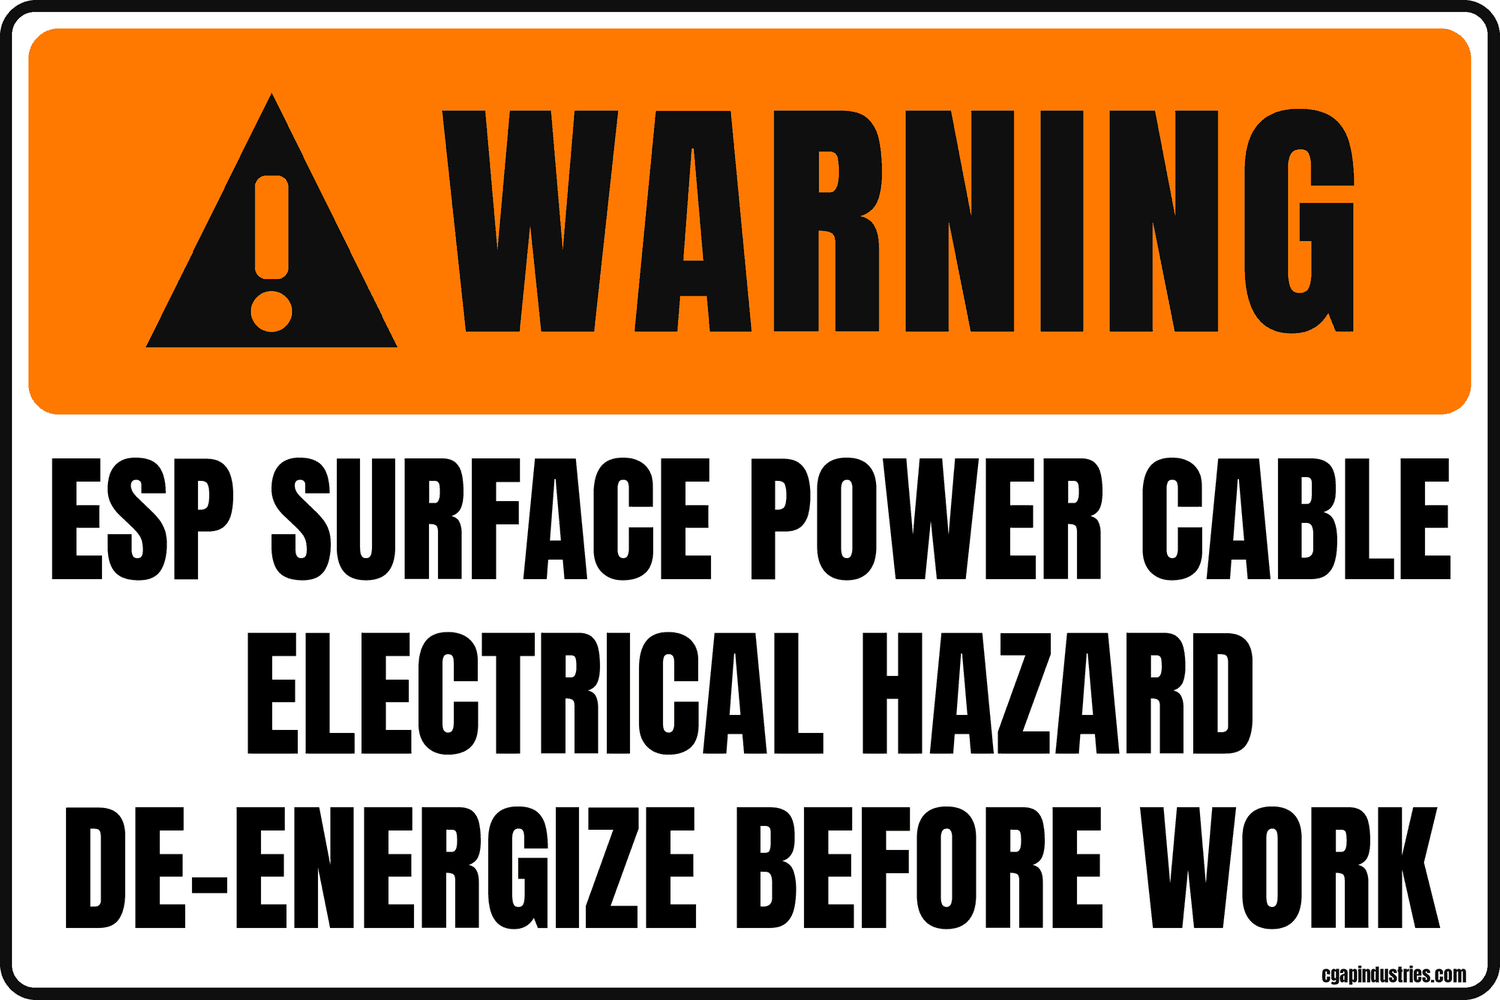 WARNING
ESP SURFACE POWER CABLE
ELECTRICAL HAZARD
DE-ENERGIZE BEFORE WORK
cgapindustries.com